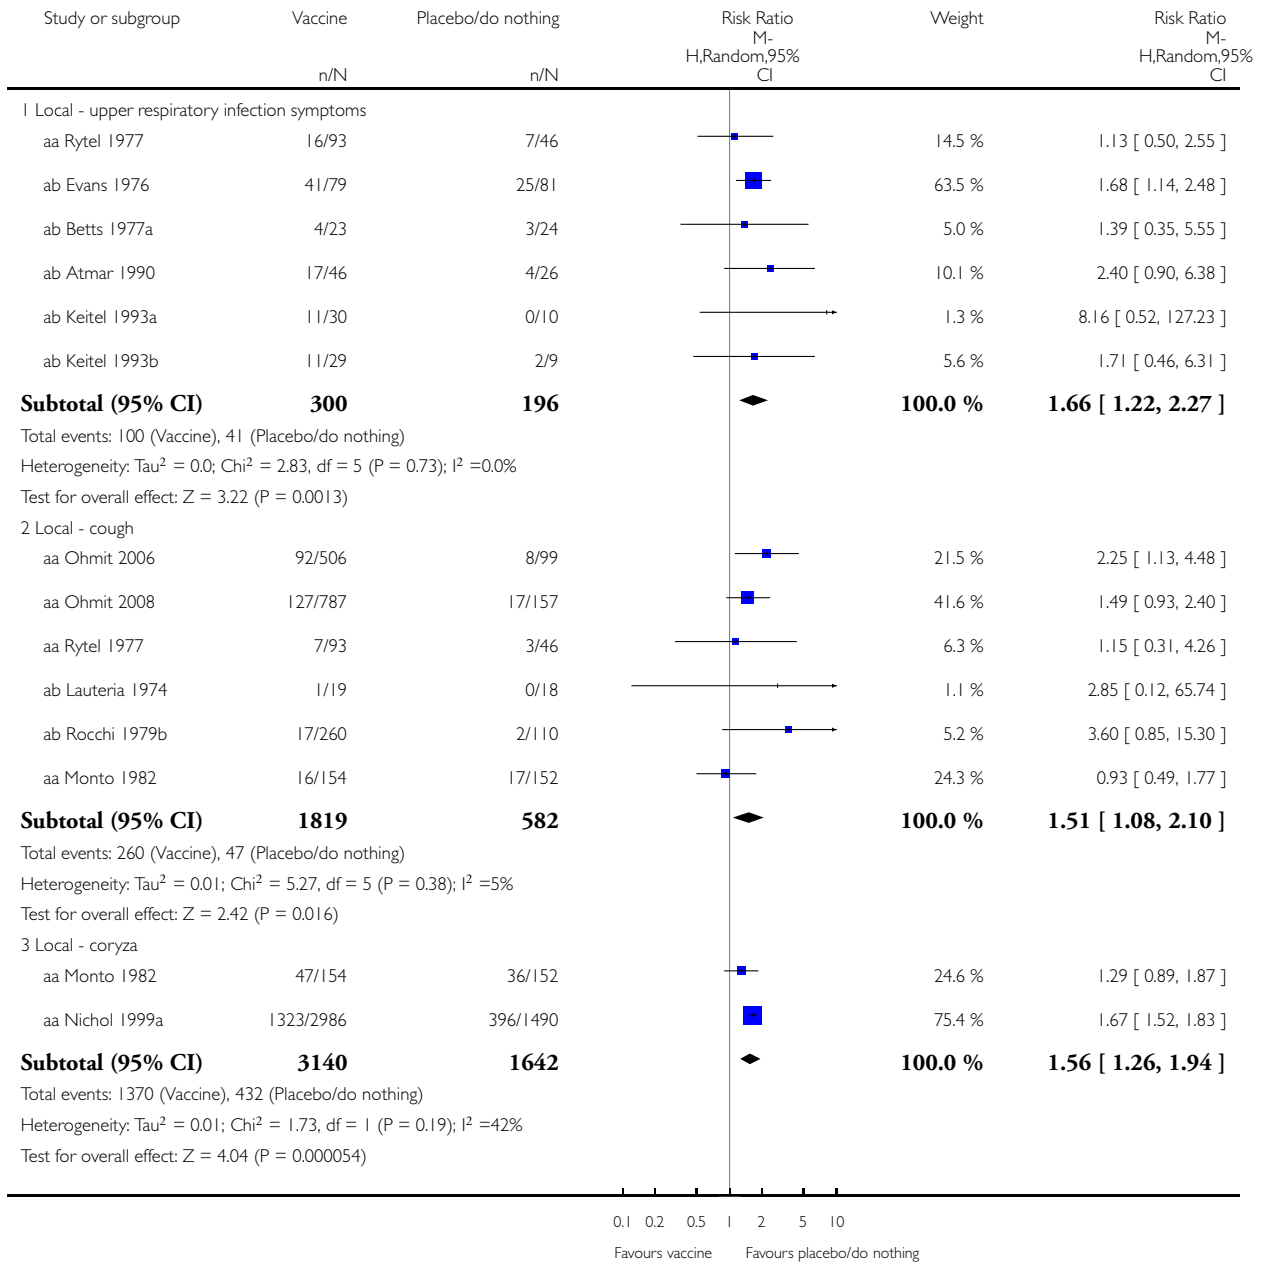 Study or subgroup Vaccine Placebo/do nothing Risk Ratio Weight Risk Ratio
M- M-
H,Random,95% H,Random,95%
n/N n/N CI CI
1 Local - upper respiratory infection symptoms
aa Rytel 1977 16/93 7/46 14.5 % 1.13 [ 0.50, 2.55 ]
ab Evans 1976 41/79 25/81 63.5 % 1.68 [ 1.14, 2.48 ]
ab Betts 1977a 4/23 3/24 5.0 % 1.39 [ 0.35, 5.55 ]
ab Atmar 1990 17/46 4/26 10.1 % 2.40 [ 0.90, 6.38 ]
ab Keitel 1993a 11/30 0/10 1.3 % 8.16 [ 0.52, 127.23 ]
ab Keitel 1993b 11/29 2/9 5.6 % 1.71 [ 0.46, 6.31 ]
Subtotal (95% CI) 300 196 100.0 % 1.66 [ 1.22, 2.27 ]
Total events: 100 (Vaccine), 41 (Placebo/do nothing)
Heterogeneity: Tau² = 0.0; Chi² = 2.83, df = 5 (P = 0.73); I² =0.0%
Test for overall effect: Z = 3.22 (P = 0.0013)
2 Local - cough
aa Ohmit 2006 92/506 8/99 21.5 % 2.25 [ 1.13, 4.48 ]
aa Ohmit 2008 127/787 17/157 41.6 % 1.49 [ 0.93, 2.40 ]
aa Rytel 1977 7/93 3/46 6.3 % 1.15 [ 0.31, 4.26 ]
ab Lauteria 1974 1/19 0/18 1.1 % 2.85 [ 0.12, 65.74 ]
ab Rocchi 1979b 17/260 2/110 5.2 % 3.60 [ 0.85, 15.30 ]
aa Monto 1982 16/154 17/152 24.3 % 0.93 [ 0.49, 1.77 ]
Subtotal (95% CI) 1819 582 100.0 % 1.51 [ 1.08, 2.10 ]
Total events: 260 (Vaccine), 47 (Placebo/do nothing)
Heterogeneity: Tau² = 0.01; Chi² = 5.27, df = 5 (P = 0.38); I² =5%
Test for overall effect: Z = 2.42 (P = 0.016)
3 Local - coryza
aa Monto 1982 47/154 36/152 24.6 % 1.29 [ 0.89, 1.87 ]
aa Nichol 1999a 1323/2986 396/1490 75.4 % 1.67 [ 1.52, 1.83 ]
Subtotal (95% CI) 3140 1642 100.0 % 1.56 [ 1.26, 1.94 ]
Total events: 1370 (Vaccine), 432 (Placebo/do nothing)
Heterogeneity: Tau² = 0.01; Chi² = 1.73, df = 1 (P = 0.19); I² =42%
Test for overall effect: Z = 4.04 (P = 0.000054)
0.1 0.2 0.5 1 2 5 10
Favours vaccine Favours placebo/do nothing